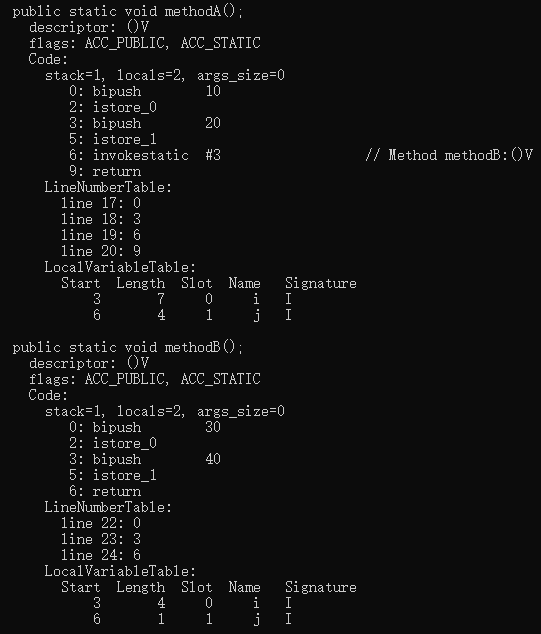 public static void methodA();
descriptor: ()V
flags: ACC_PUBLIC, ACC_STATIC
Code:
stack=1, locals=2, args_size=0
0: bipush        10
2: istore_0
3: bipush        20
5: istore_1
6: invokestatic  #3                  // Method methodB:()V
9: return
LineNumberTable:
line 17: 0
line 18: 3
line 19: 6
line 20: 9
LocalVariableTable:
Start  Length  Slot  Name   Signature
3       7     0     i   I
6       4     1     j   I
public static void methodB();
descriptor: ()V
flags: ACC_PUBLIC, ACC_STATIC
Code:
stack=1, locals=2, args_size=0
0: bipush        30
2: istore_0
3: bipush        40
5: istore_1
6: return
LineNumberTable:
line 22: 0
line 23: 3
line 24: 6
LocalVariableTable:
Start  Length  Slot  Name   Signature
3       4     0     i   I
6       1     1     j   I